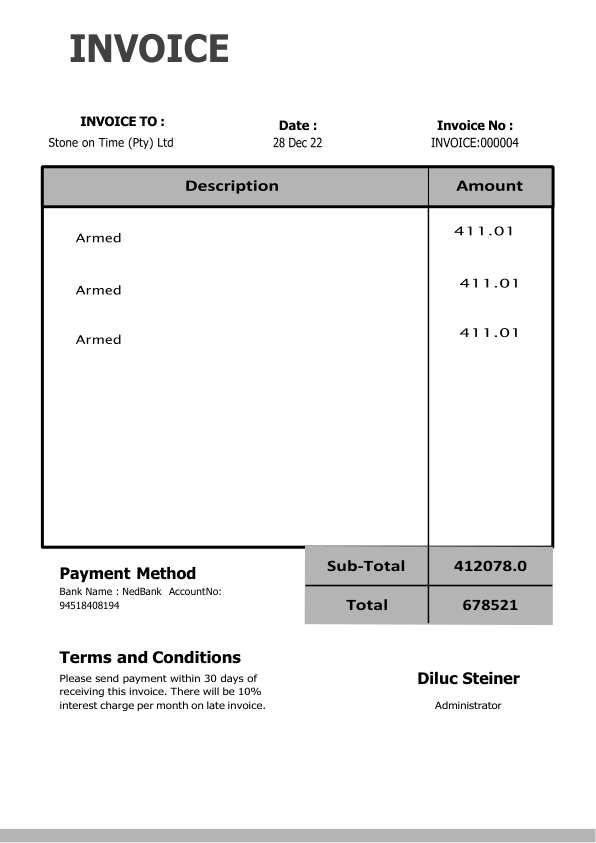 INVOICE
INVOICE TO :
Stone on Time (Pty) Ltd
Date :
28 Dec 22
Invoice No :
INVOICE:000004
Description Amount
Armed 411.01
Armed 411.01
Armed 411.01
Sub-Total 412078.0
Total 678521
Payment Method
Bank Name : NedBank AccountNo:
94518408194
Terms and Conditions
Please send payment within 30 days of
receiving this invoice. There will be 10%
interest charge per month on late invoice.
Diluc Steiner
Administrator